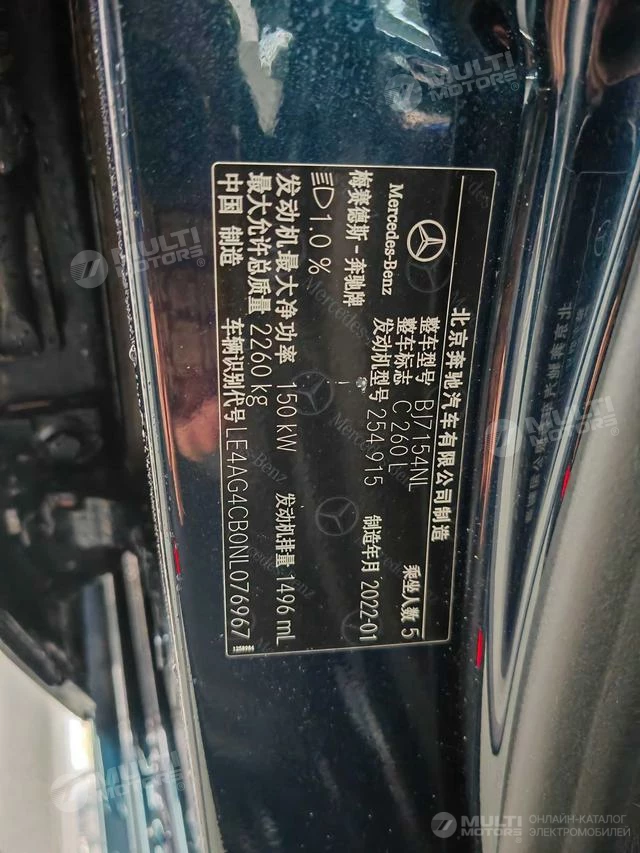 北京奔驰汽车有限公司制造
Mercedes-Benz
梅赛德斯-奔驰牌
整车型号 BJ7154NL
整车标志 C 260 L
发动机型号 254 915
乘坐人数 5
制造年月 2022-01
1.0 %
发动机最大净功率 150 kW
发动机排量 1496 mL
最大允许总质量 2260 kg
中国 制造
车辆识别代号 LE4AG4CB0NL076967
1258984
MULTI MOTORS®
MULTI MOTORS®
MULTI MOTORS®
MULTI MOTORS®
MULTI MOTORS®
MULTI MOTORS®
ОНЛАЙН-КАТАЛОГ
ЭЛЕКТРОМОБИЛЕЙ